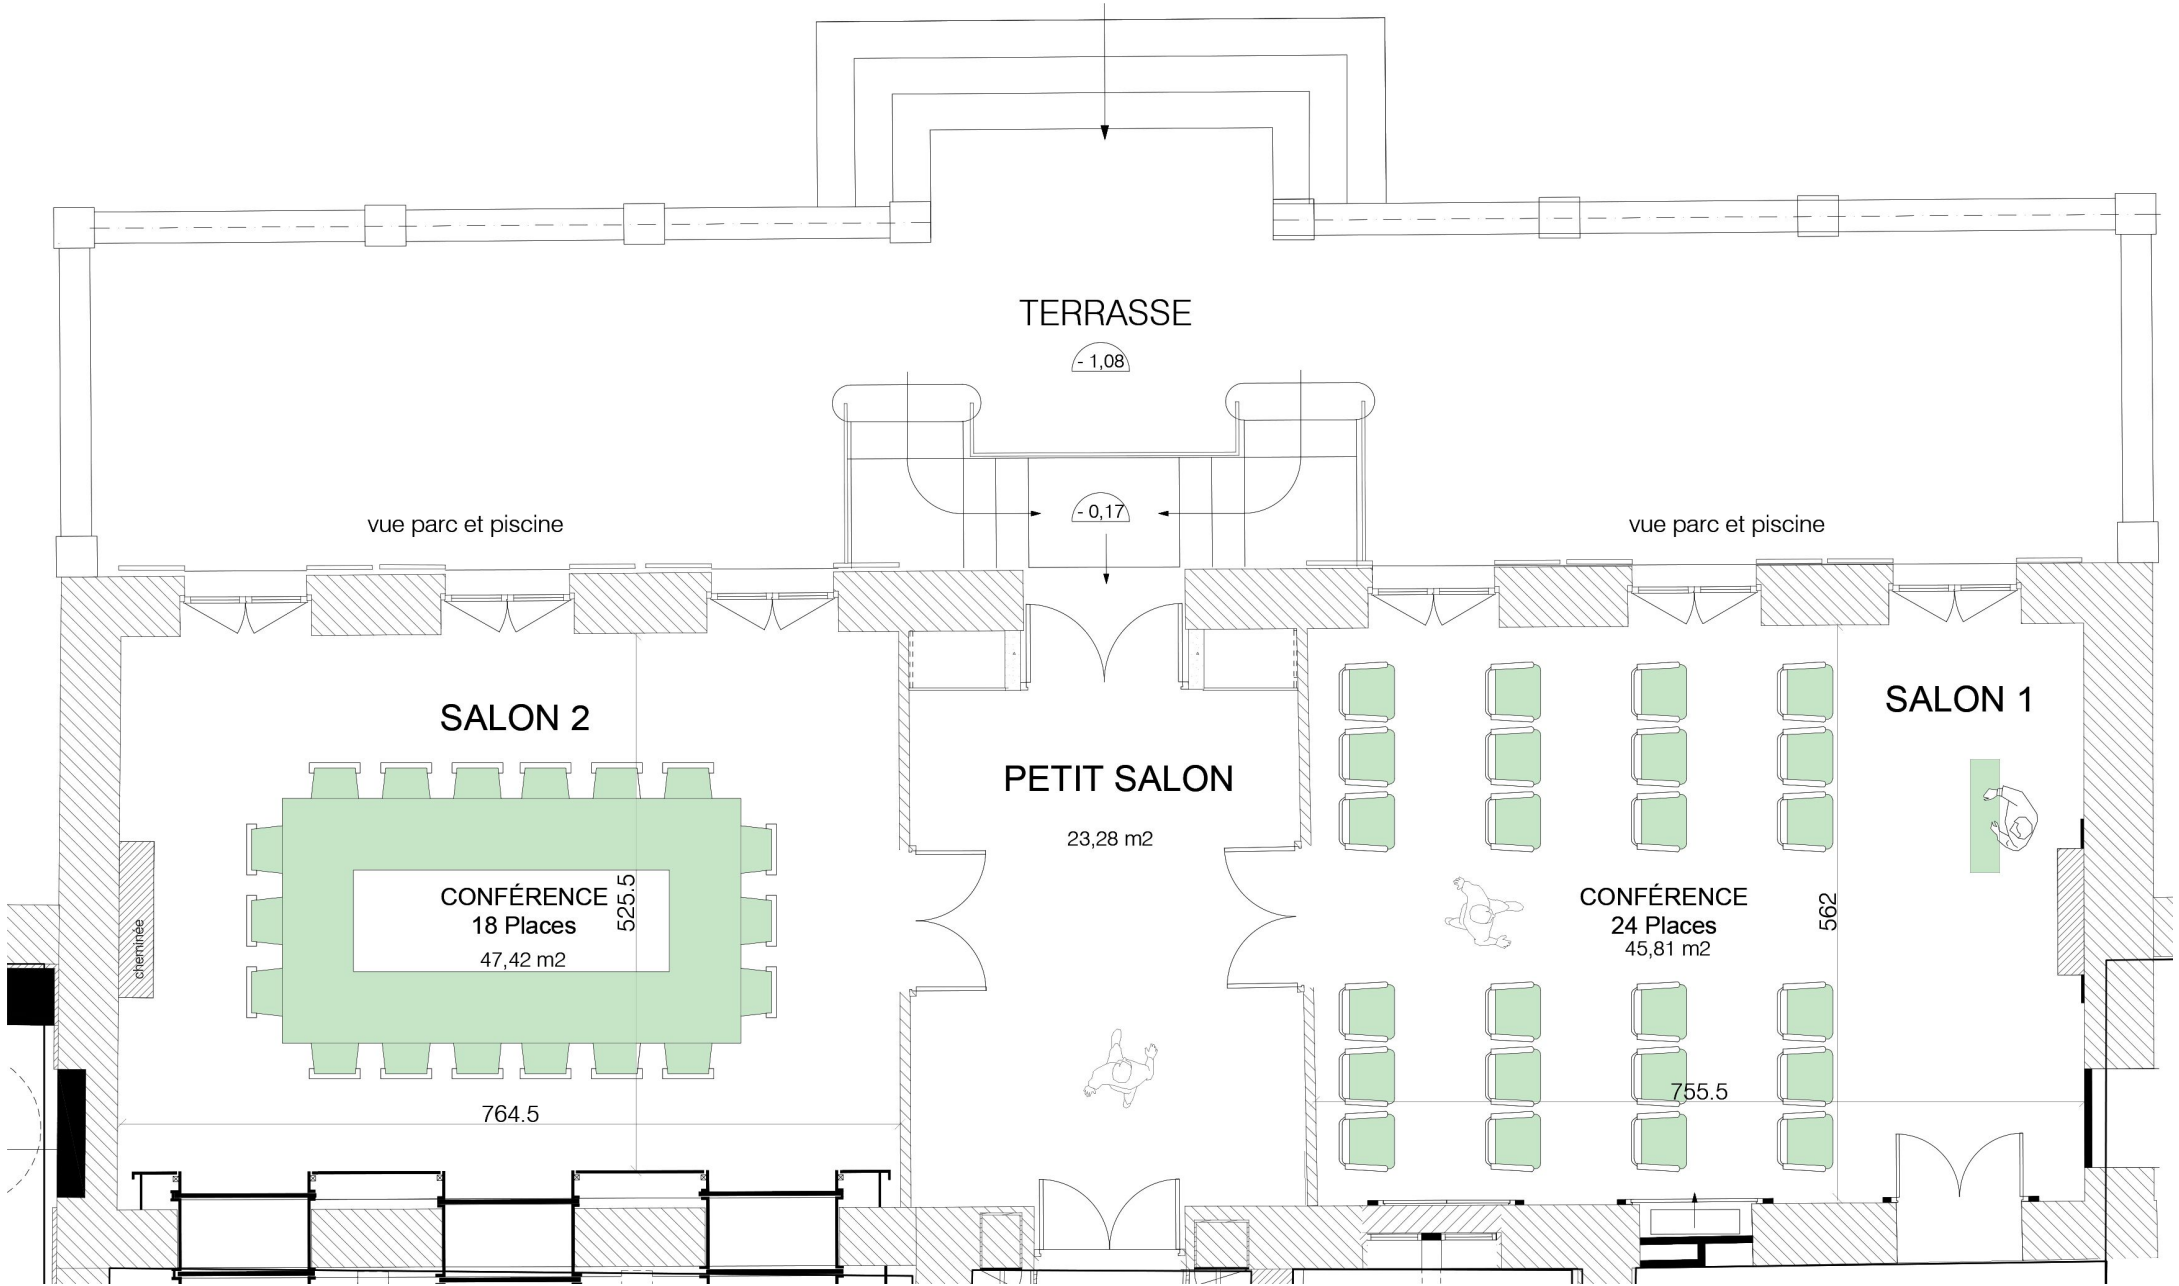 TERRASSE
- 1,08
- 0,17
vue parc et piscine
vue parc et piscine
SALON 2
CONFÉRENCE
18 Places
47,42 m2
525.5
764.5
cheminée
PETIT SALON
23,28 m2
SALON 1
CONFÉRENCE
24 Places
45,81 m2
562
755.5